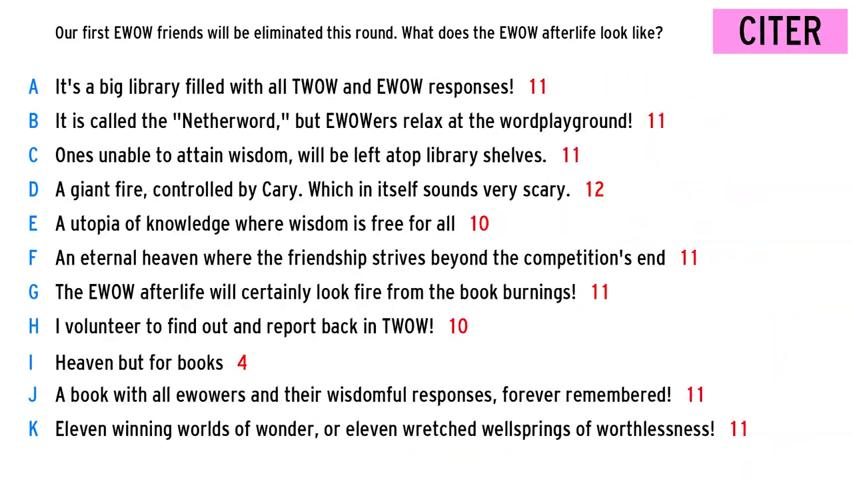 Our first EWOW friends will be eliminated this round. What does the EWOW afterlife look like?
CITER
A It's a big library filled with all TWOW and EWOW responses! 11
B It is called the "Netherword," but EWOWers relax at the wordplayground! 11
C Ones unable to attain wisdom, will be left atop library shelves. 11
D A giant fire, controlled by Cary. Which in itself sounds very scary. 12
E A utopia of knowledge where wisdom is free for all 10
F An eternal heaven where the friendship strives beyond the competition's end 11
G The EWOW afterlife will certainly look fire from the book burnings! 11
H I volunteer to find out and report back in TWOW! 10
I Heaven but for books 4
J A book with all ewowers and their wisdomful responses, forever remembered! 11
K Eleven winning worlds of wonder, or eleven wretched wellsprings of worthlessness! 11